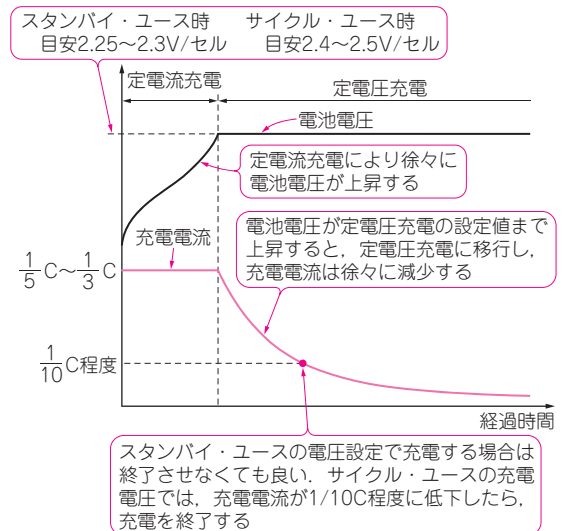 スタンバイ・ユース時　　サイクル・ユース時
目安2.25～2.3V/セル　　目安2.4～2.5V/セル
定電流充電
定電圧充電
電池電圧
定電流充電により徐々に
電池電圧が上昇する
充電電流
電池電圧が定電圧充電の設定値まで
上昇すると，定電圧充電に移行し，
充電電流は徐々に減少する
1/5 C～1/3 C
1/10 C程度
経過時間
スタンバイ・ユースの電圧設定で充電する場合は
終了させなくても良い．サイクル・ユースの充電
電圧では，充電電流が1/10C程度に低下したら，
充電を終了する